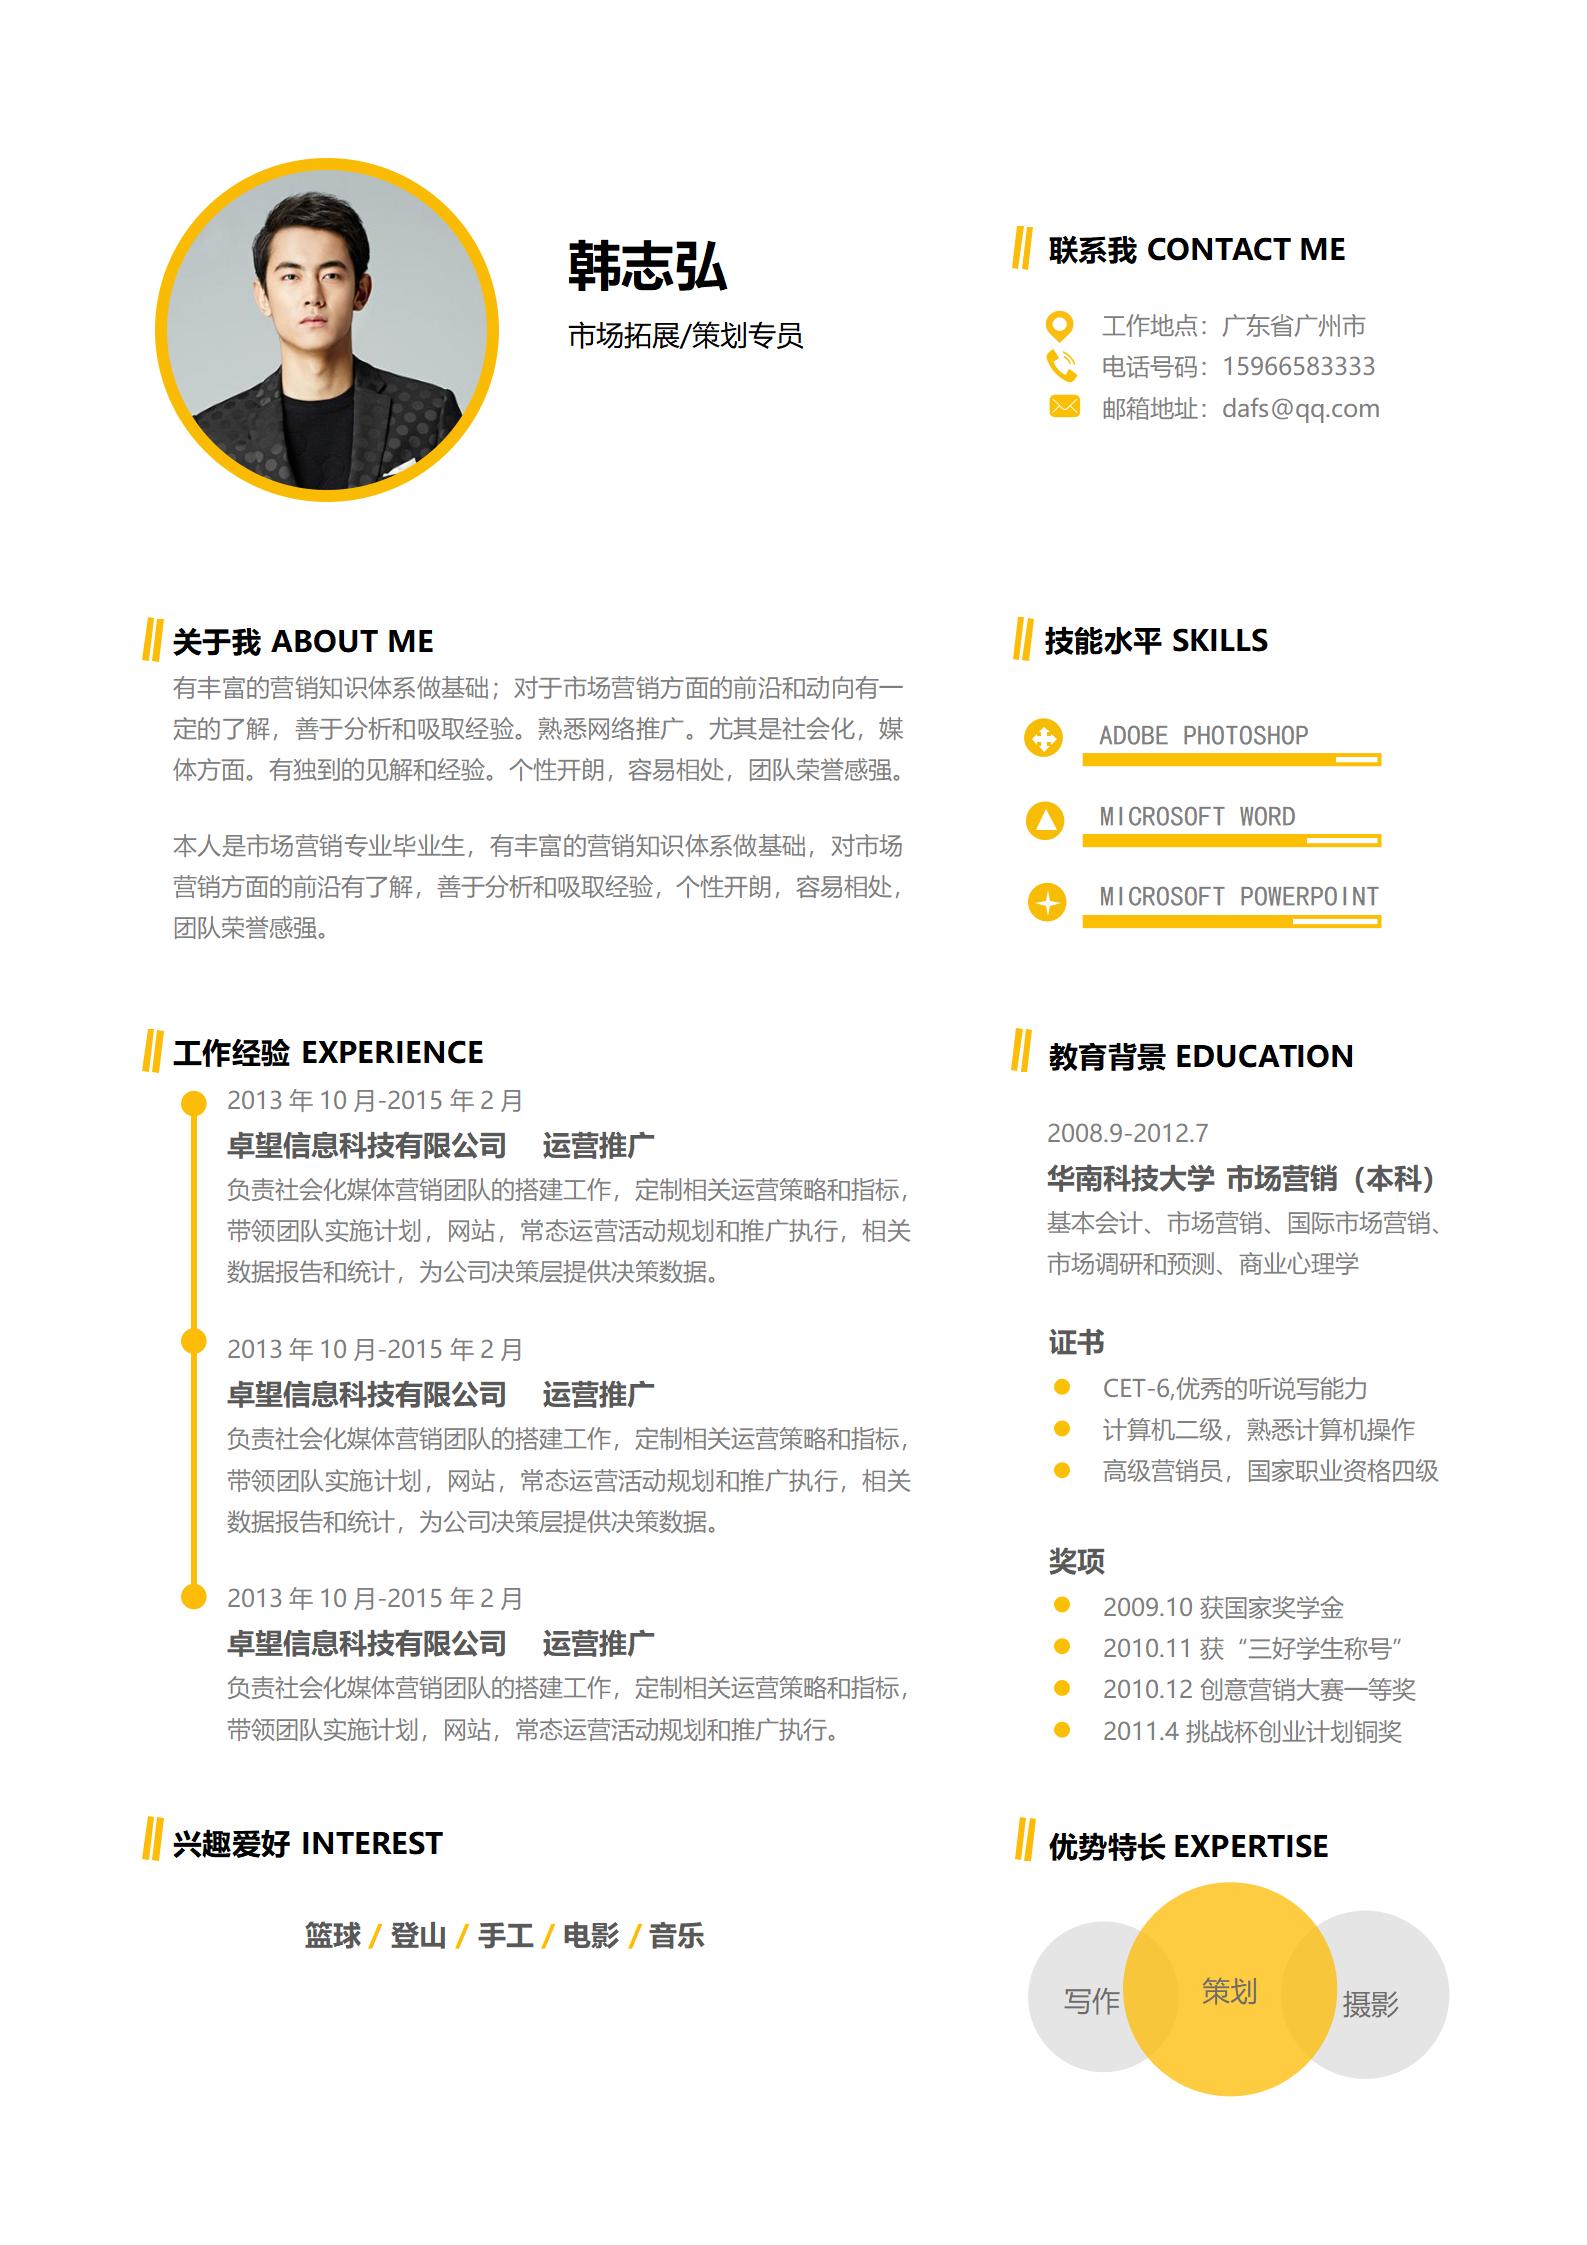 韩志弘
市场拓展/策划专员
联系我 CONTACT ME
工作地点：广东省广州市
电话号码：15966583333
邮箱地址：dafs@qq.com
关于我 ABOUT ME
有丰富的营销知识体系做基础；对于市场营销方面的前沿和动向有一
定的了解，善于分析和吸取经验。熟悉网络推广。尤其是社会化，媒
体方面。有独到的见解和经验。个性开朗，容易相处，团队荣誉感强。
本人是市场营销专业毕业生，有丰富的营销知识体系做基础，对市场
营销方面的前沿有了解，善于分析和吸取经验，个性开朗，容易相处，
团队荣誉感强。
技能水平 SKILLS
ADOBE PHOTOSHOP
MICROSOFT WORD
MICROSOFT POWERPOINT
工作经验 EXPERIENCE
2013 年 10 月-2015 年 2 月
卓望信息科技有限公司 运营推广
负责社会化媒体营销团队的搭建工作，定制相关运营策略和指标，
带领团队实施计划，网站，常态运营活动规划和推广执行，相关
数据报告和统计，为公司决策层提供决策数据。
2013 年 10 月-2015 年 2 月
卓望信息科技有限公司 运营推广
负责社会化媒体营销团队的搭建工作，定制相关运营策略和指标，
带领团队实施计划，网站，常态运营活动规划和推广执行，相关
数据报告和统计，为公司决策层提供决策数据。
2013 年 10 月-2015 年 2 月
卓望信息科技有限公司 运营推广
负责社会化媒体营销团队的搭建工作，定制相关运营策略和指标，
带领团队实施计划，网站，常态运营活动规划和推广执行。
教育背景 EDUCATION
2008.9-2012.7
华南科技大学 市场营销（本科）
基本会计、市场营销、国际市场营销、
市场调研和预测、商业心理学
证书
CET-6,优秀的听说写能力
计算机二级，熟悉计算机操作
高级营销员，国家职业资格四级
奖项
2009.10 获国家奖学金
2010.11 获“三好学生称号”
2010.12 创意营销大赛一等奖
2011.4 挑战杯创业计划铜奖
兴趣爱好 INTEREST
篮球 / 登山 / 手工 / 电影 / 音乐
优势特长 EXPERTISE
写作
策划
摄影